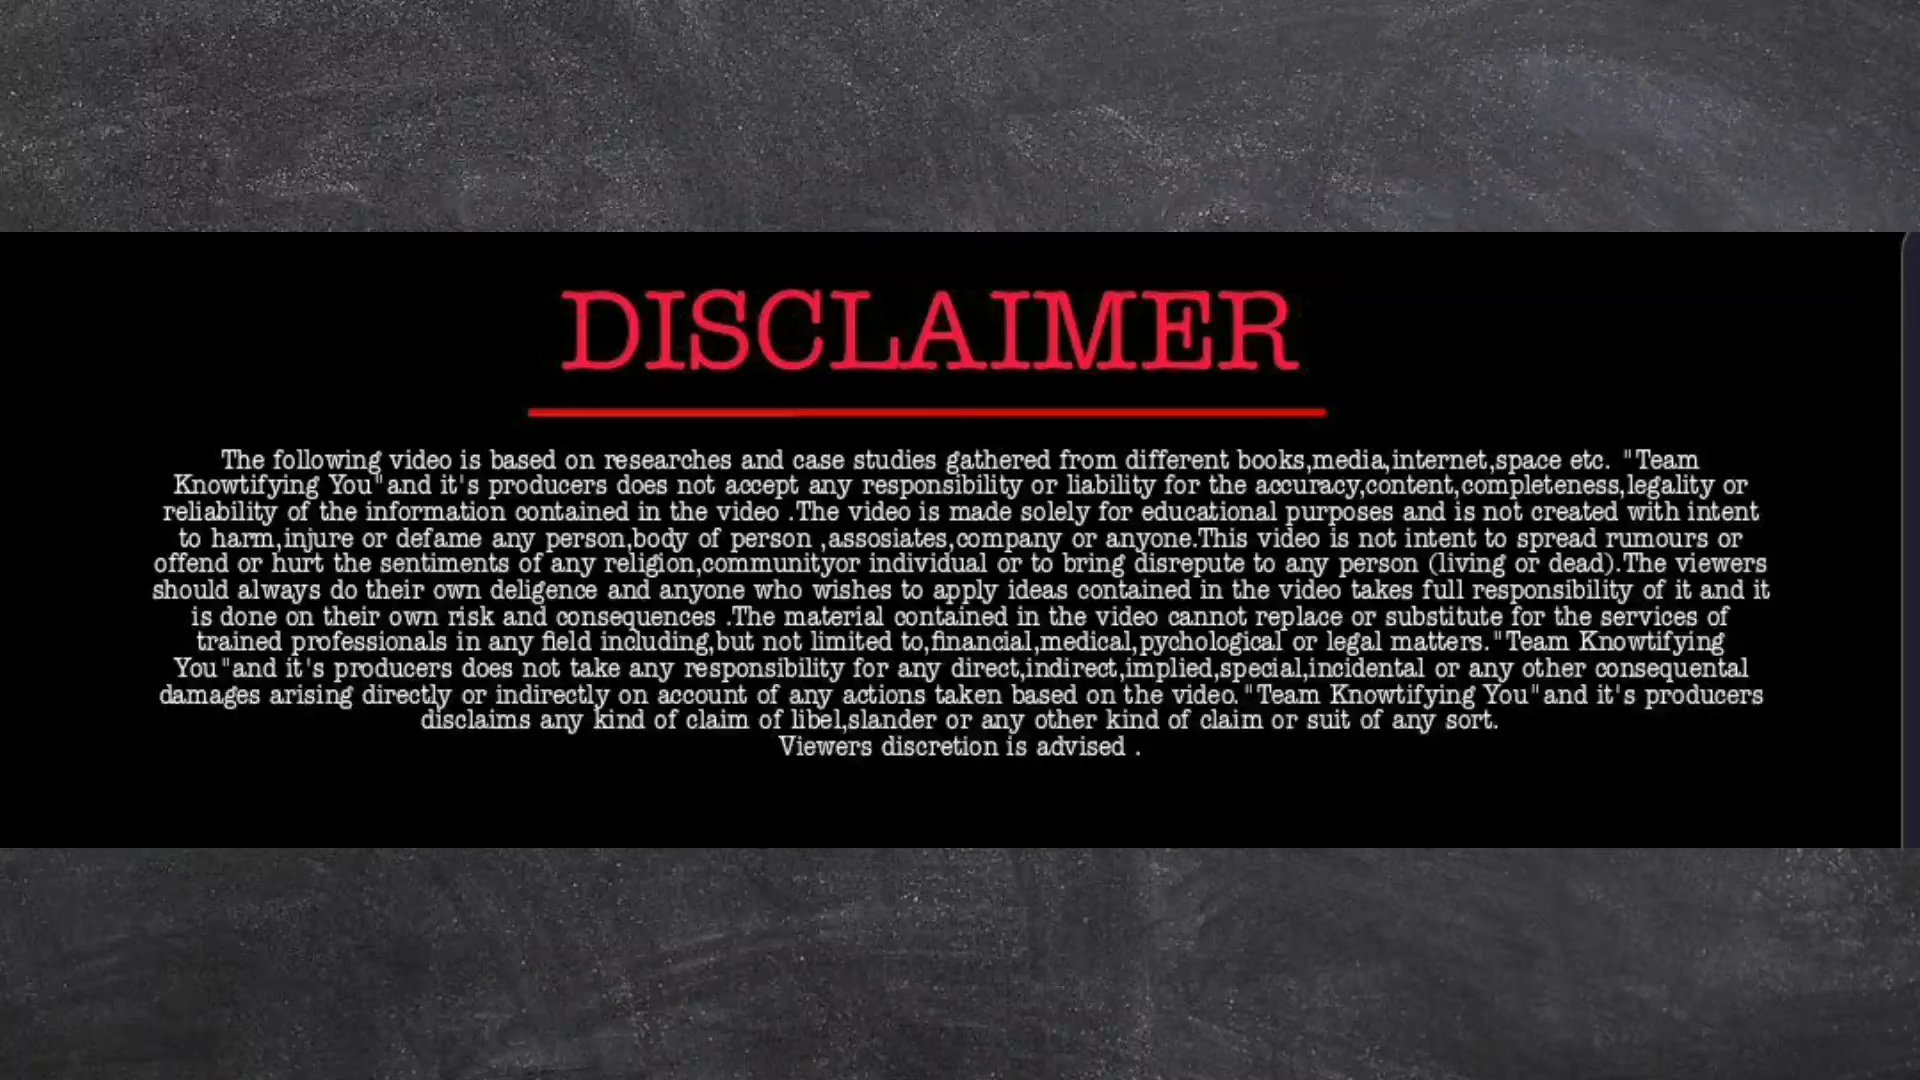 DISCLAIMER
The following video is based on researches and case studies gathered from different books,media,internet,space etc. "Team
Knowtifying You"and it's producers does not accept any responsibility or liability for the accuracy,content,completeness,legality or
reliability of the information contained in the video .The video is made solely for educational purposes and is not created with intent
to harm,injure or defame any person,body of person ,assosiates,company or anyone.This video is not intent to spread rumours or
offend or hurt the sentiments of any religion,communityor individual or to bring disrepute to any person (living or dead).The viewers
should always do their own deligence and anyone who wishes to apply ideas contained in the video takes full responsibility of it and it
is done on their own risk and consequences .The material contained in the video cannot replace or substitute for the services of
trained professionals in any field including,but not limited to,financial,medical,pychological or legal matters."Team Knowtifying
You"and it's producers does not take any responsibility for any direct,indirect,implied,special,incidental or any other consequental
damages arising directly or indirectly on account of any actions taken based on the video."Team Knowtifying You"and it's producers
disclaims any kind of claim of libel,slander or any other kind of claim or suit of any sort.
Viewers discretion is advised .